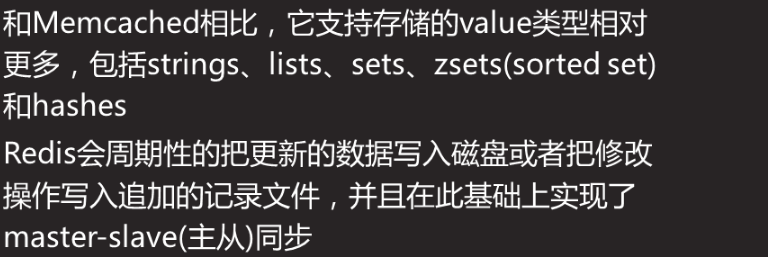 和Memcached相比，它支持存储的value类型相对
更多，包括strings、lists、sets、zsets(sorted set)
和hashes
Redis会周期性的把更新的数据写入磁盘或者把修改
操作写入追加的记录文件，并且在此基础上实现了
master-slave(主从)同步